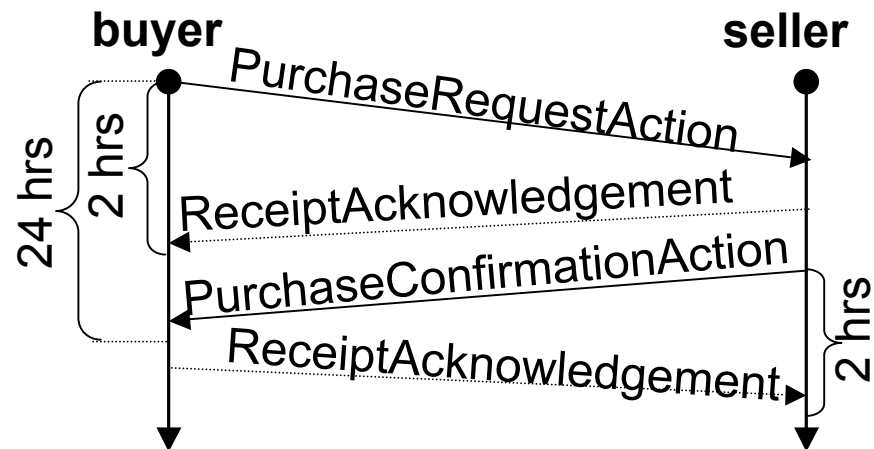 buyer
seller
PurchaseRequestAction
24 hrs
2 hrs
ReceiptAcknowledgement
PurchaseConfirmationAction
2 hrs
ReceiptAcknowledgement